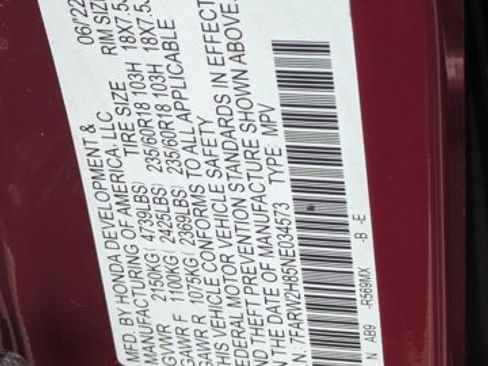 MFD. BY HONDA DEVELOPMENT & 06/'22
MANUFACTURING OF AMERICA, LLC
TIRE SIZE RIM SIZE
GVWR 2150KG( 4739LBS)
GAWR F 1100KG( 2425LBS) 235/60R18 103H 18X7.5J
GAWR R 1075KG( 2369LBS) 235/60R18 103H 18X7.5J
THIS VEHICLE CONFORMS TO ALL APPLICABLE
FEDERAL MOTOR VEHICLE SAFETY
AND THEFT PREVENTION STANDARDS IN EFFECT
ON THE DATE OF MANUFACTURE SHOWN ABOVE.
N: 7FARW2H85NE034573 TYPE: MPV
N AB9 -R569MX -B -E